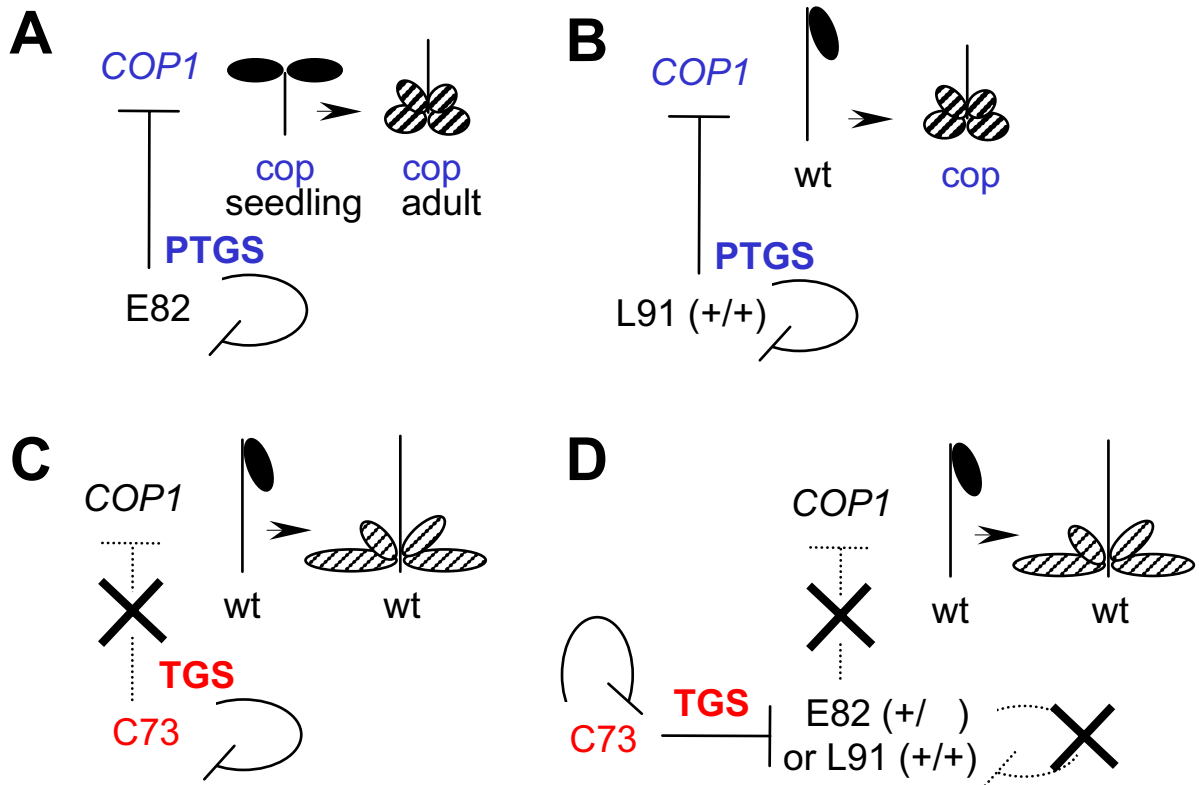 A
COP1
cop
seedling
cop
adult
PTGS
E82
B
COP1
wt
cop
PTGS
L91 (+/+)
C
COP1
wt
wt
TGS
C73
D
COP1
wt
wt
TGS
C73
E82 (+/ )
or L91 (+/+)